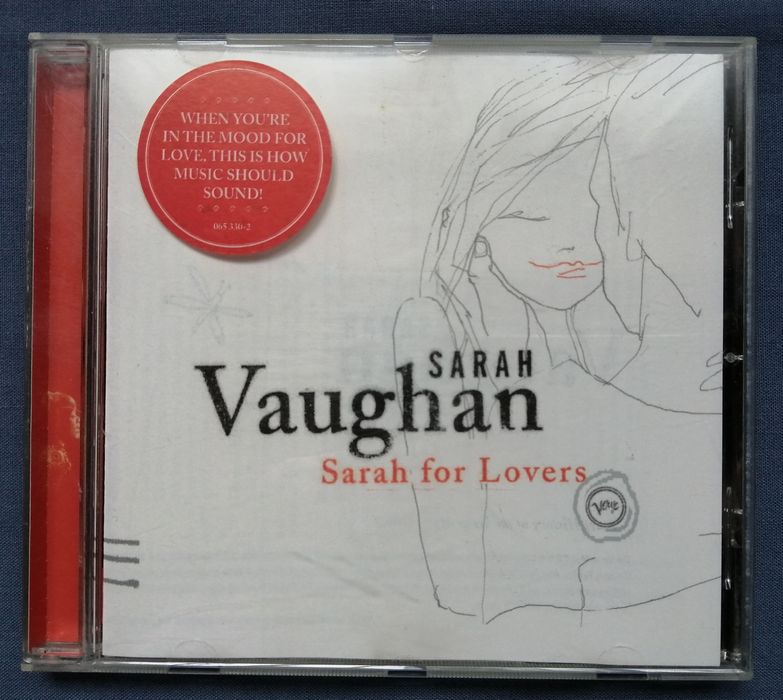 WHEN YOU'RE
IN THE MOOD FOR
LOVE, THIS IS HOW
MUSIC SHOULD
SOUND!
065 330-2
SARAH
Vaughan
Sarah for Lovers
Verve